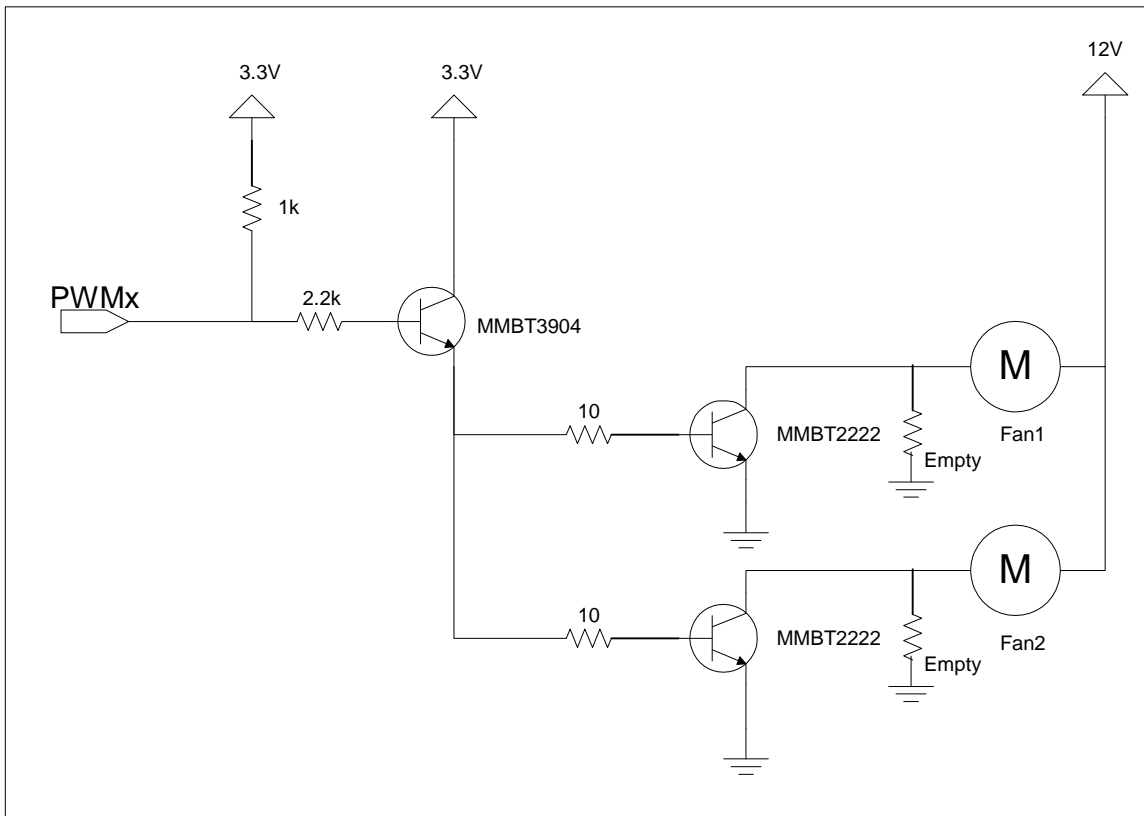 12V
3.3V
3.3V
1k
PWMx
2.2k
MMBT3904
M
10
MMBT2222
Fan1
Empty
M
10
MMBT2222
Fan2
Empty